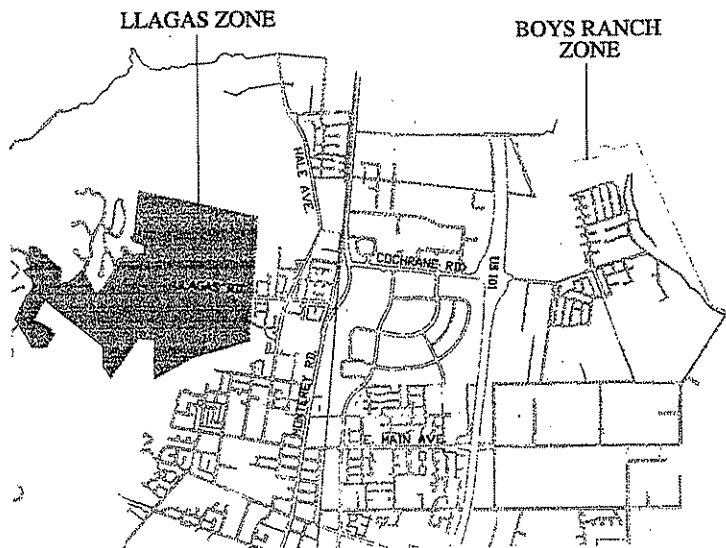 LLAGAS ZONE
BOYS RANCH
ZONE
HALE AVE.
COCHRANE RD.
US 101
LLAGAS RD.
MONTEREY RD.
E. MAIN AVE.